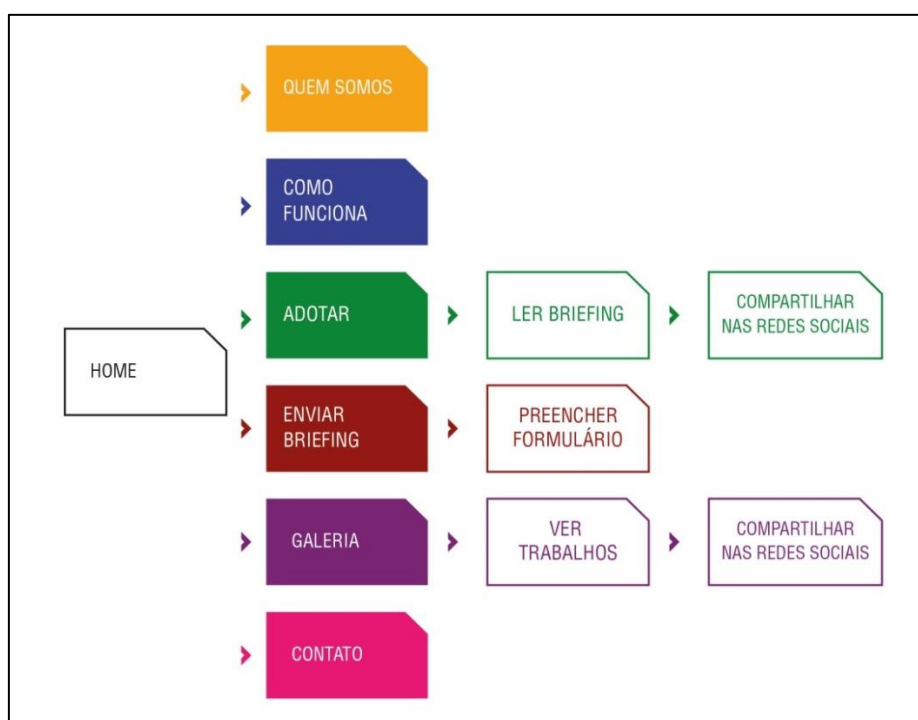 QUEM SOMOS
COMO
FUNCIONA
HOME
ADOTAR
LER BRIEFING
COMPARTILHAR
NAS REDES SOCIAIS
ENVIAR
BRIEFING
PREENCHER
FORMULÁRIO
GALERIA
VER
TRABALHOS
COMPARTILHAR
NAS REDES SOCIAIS
CONTATO